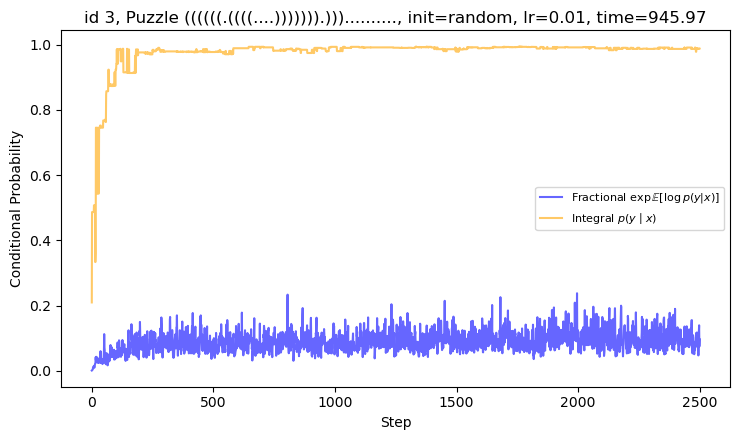 id 3, Puzzle ((((((.((((....))))))).)))..........., init=random, lr=0.01, time=945.97
1.0
0.8
0.6
0.4
0.2
0.0
Conditional Probability
Fractional exp𝔼[log p(y|x)]
Integral p(y | x)
0
500
1000
1500
2000
2500
Step